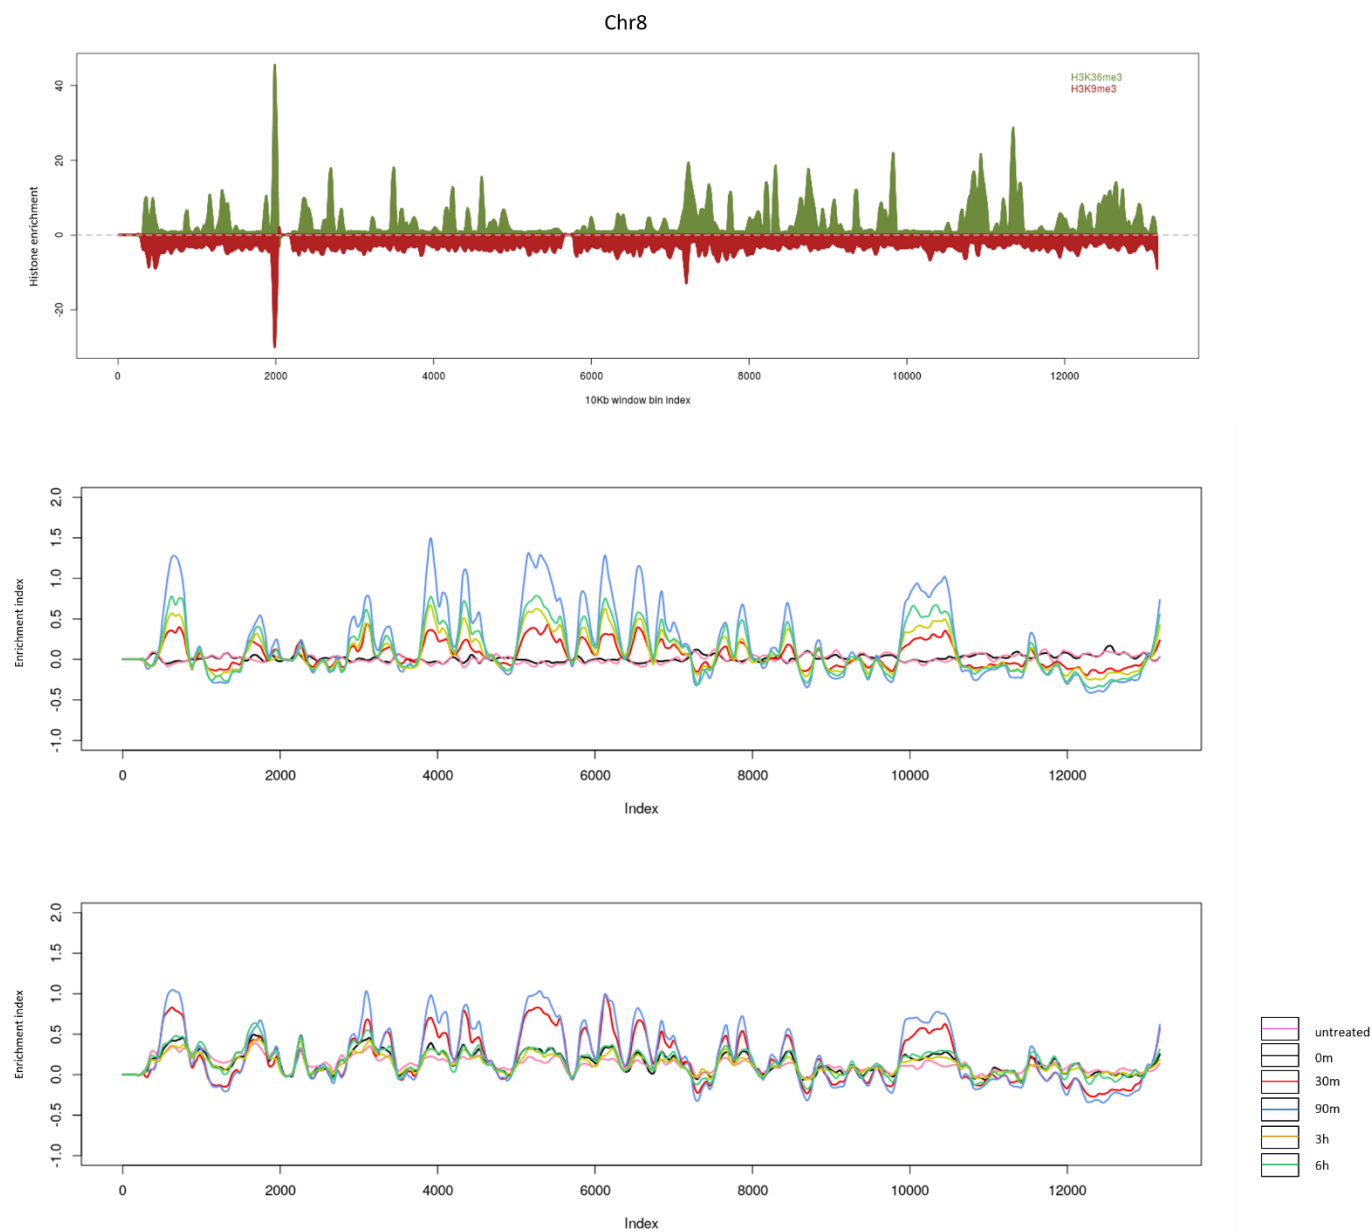 Chr8
H3K36me3
H3K9me3
40
20
0
-20
Histone enrichment
0 2000 4000 6000 8000 10000 12000
10Kb window bin index
2.0
1.5
1.0
0.5
0.0
-0.5
-1.0
Enrichment index
0 2000 4000 6000 8000 10000 12000
Index
2.0
1.5
1.0
0.5
0.0
-0.5
-1.0
Enrichment index
0 2000 4000 6000 8000 10000 12000
Index
untreated
0m
30m
90m
3h
6h